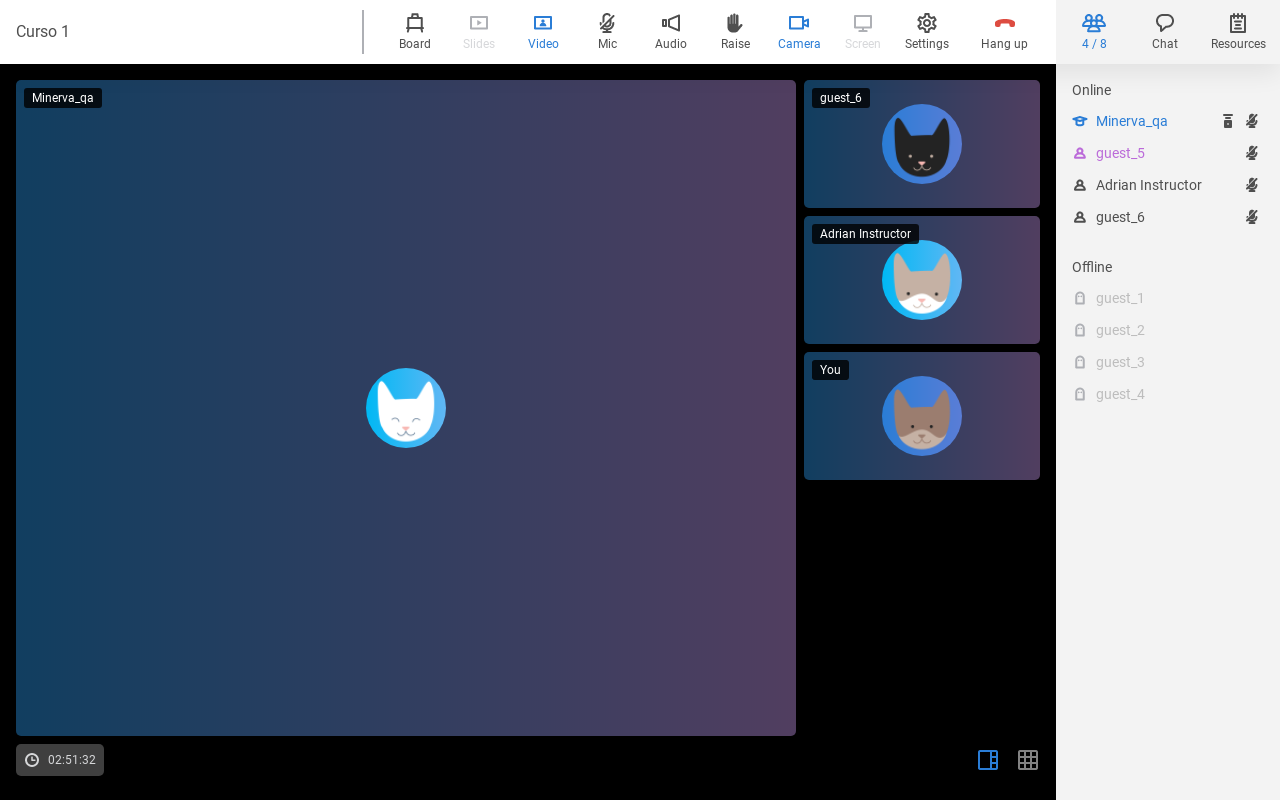 Curso 1
Board
Slides
Video
Mic
Audio
Raise
Camera
Screen
Settings
Hang up
4 / 8
Chat
Resources
Minerva_qa
guest_6
Adrian Instructor
You
02:51:32
Online
Minerva_qa
guest_5
Adrian Instructor
guest_6
Offline
guest_1
guest_2
guest_3
guest_4